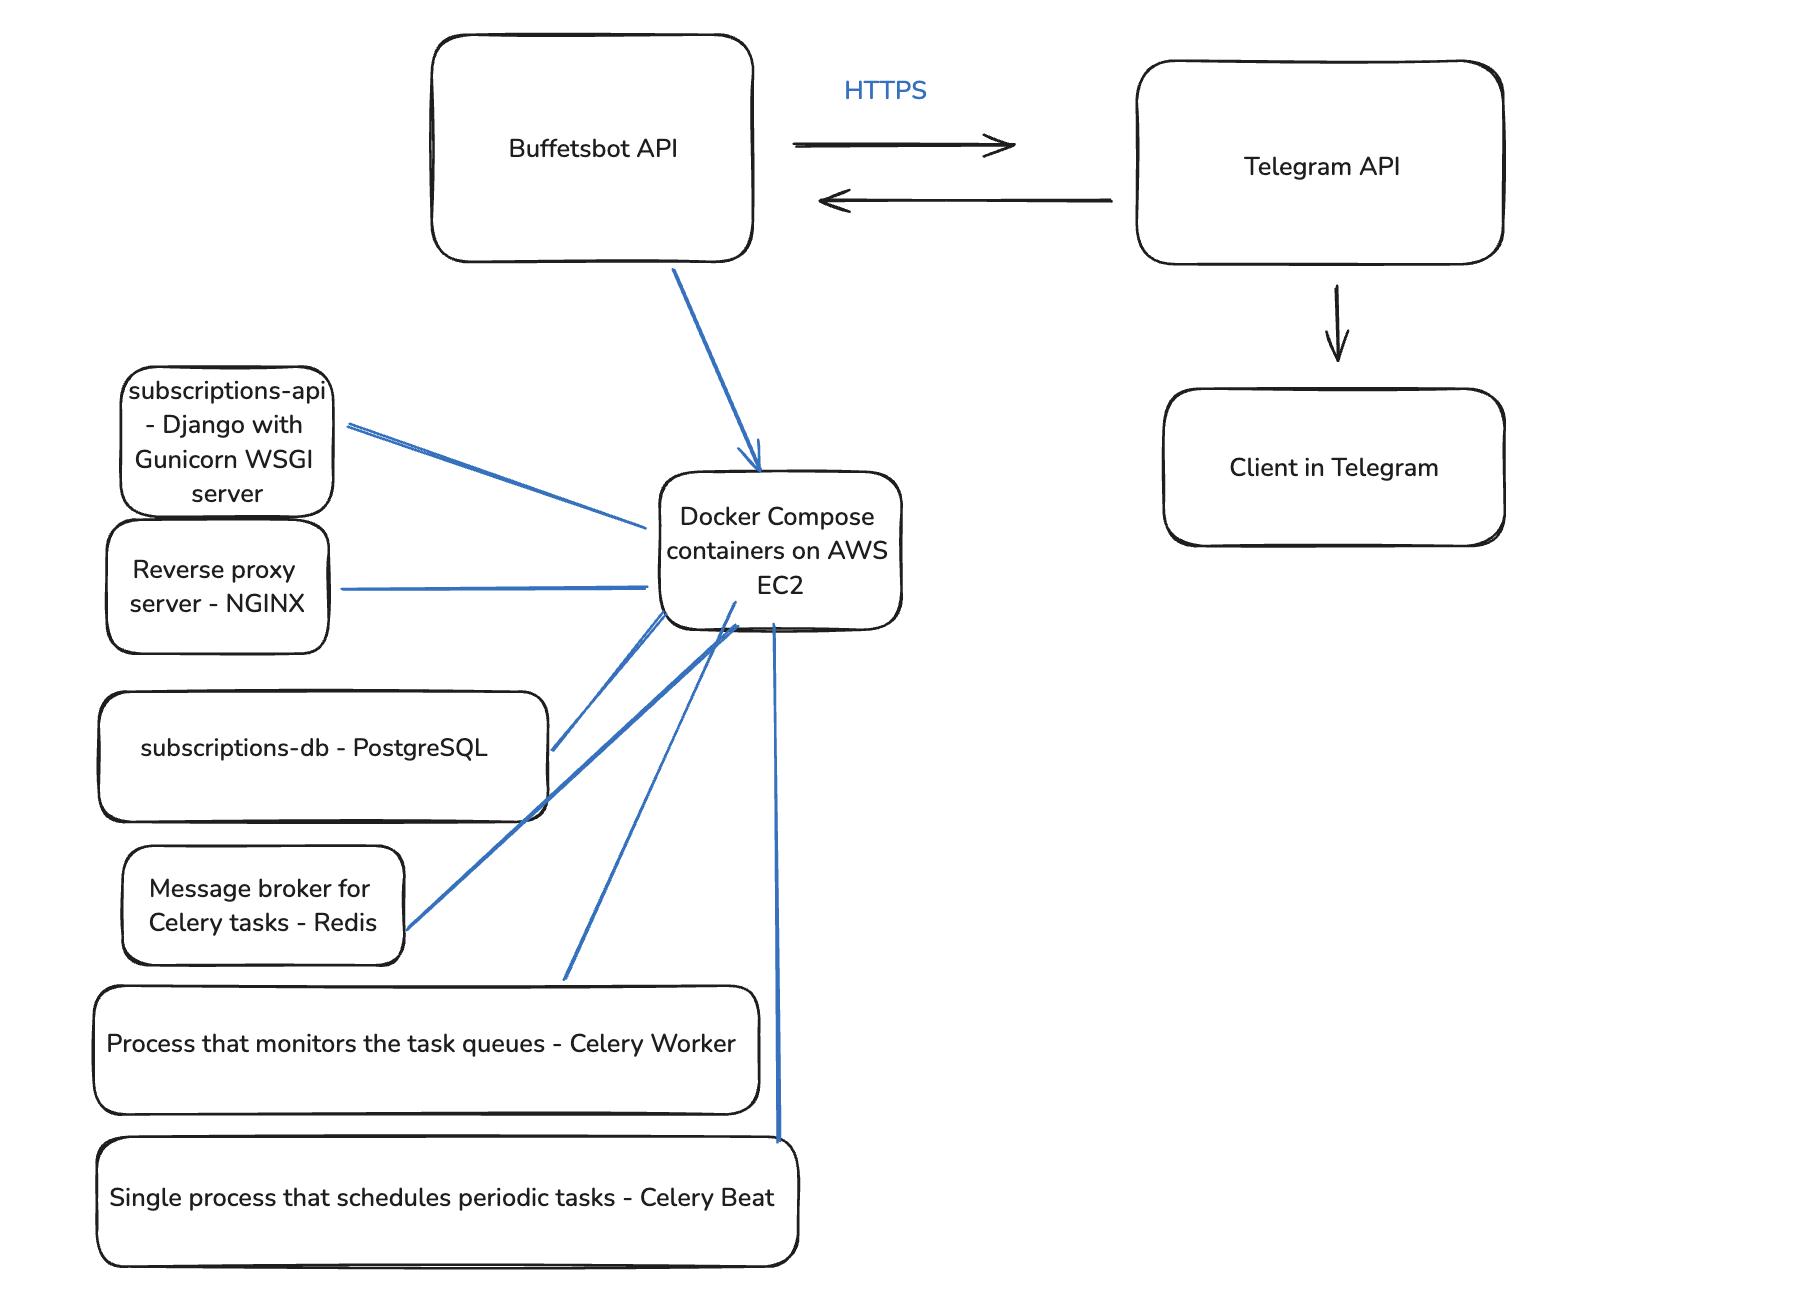 Buffetsbot API
HTTPS
Telegram API
Client in Telegram
subscriptions-api
- Django with
Gunicorn WSGI
server
Docker Compose
containers on AWS
EC2
Reverse proxy
server - NGINX
subscriptions-db - PostgreSQL
Message broker for
Celery tasks - Redis
Process that monitors the task queues - Celery Worker
Single process that schedules periodic tasks - Celery Beat